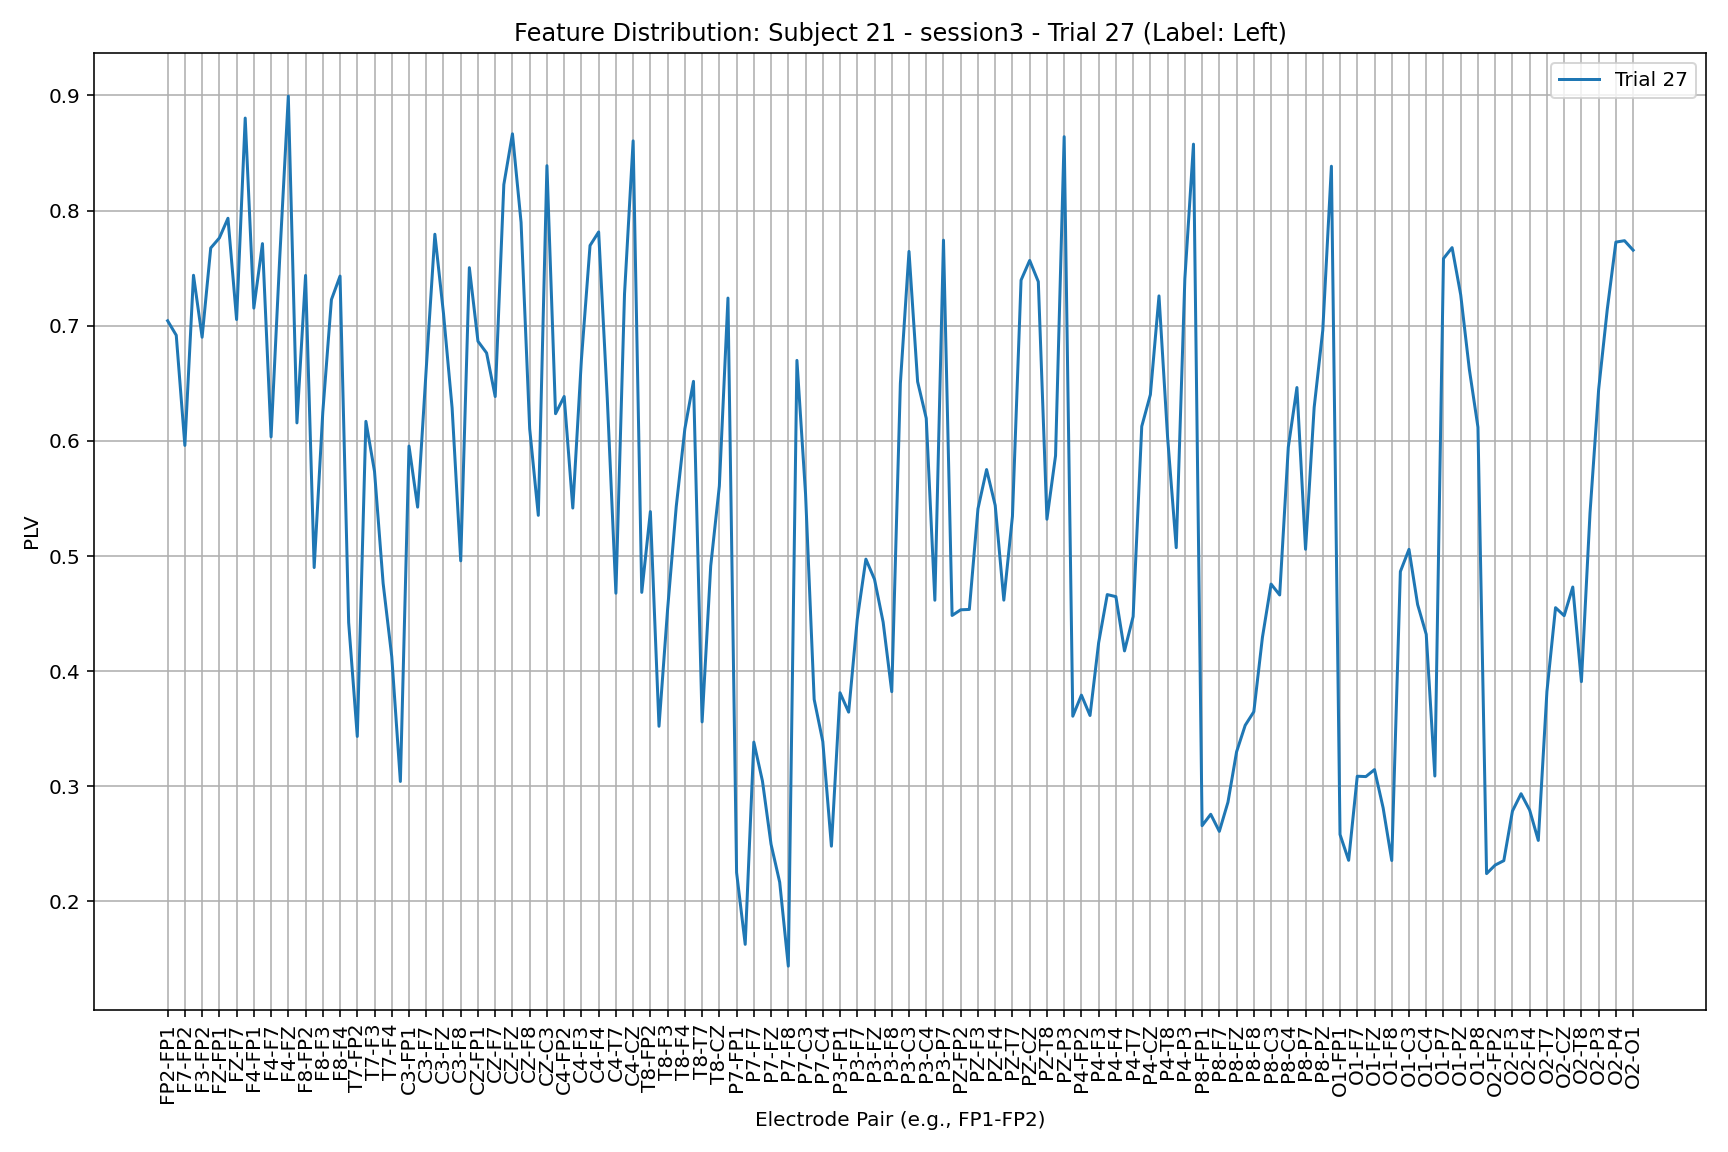 Feature Distribution: Subject 21 - session3 - Trial 27 (Label: Left)
Trial 27
0.9
0.8
0.7
0.6
0.5
0.4
0.3
0.2
PLV
FP2-FP1
F7-FP2
F3-FP2
FZ-FP1
FZ-F7
F4-FP1
F4-F7
F4-FZ
F8-FP2
F8-F3
F8-F4
T7-FP2
T7-F3
T7-F4
C3-FP1
C3-F7
C3-FZ
C3-F8
CZ-FP1
CZ-F7
CZ-FZ
CZ-F8
CZ-C3
C4-FP2
C4-F3
C4-F4
C4-T7
C4-CZ
T8-FP2
T8-F3
T8-F4
T8-T7
T8-CZ
P7-FP1
P7-F7
P7-FZ
P7-F8
P7-C3
P7-C4
P3-FP1
P3-F7
P3-FZ
P3-F8
P3-C3
P3-C4
P3-P7
PZ-FP2
PZ-F3
PZ-F4
PZ-T7
PZ-CZ
PZ-T8
PZ-P3
P4-FP2
P4-F3
P4-F4
P4-T7
P4-CZ
P4-T8
P4-P3
P8-FP1
P8-F7
P8-FZ
P8-F8
P8-C3
P8-C4
P8-P7
P8-PZ
O1-FP1
O1-F7
O1-FZ
O1-F8
O1-C3
O1-C4
O1-P7
O1-PZ
O1-P8
O2-FP2
O2-F3
O2-F4
O2-T7
O2-CZ
O2-T8
O2-P3
O2-P4
O2-O1
Electrode Pair (e.g., FP1-FP2)